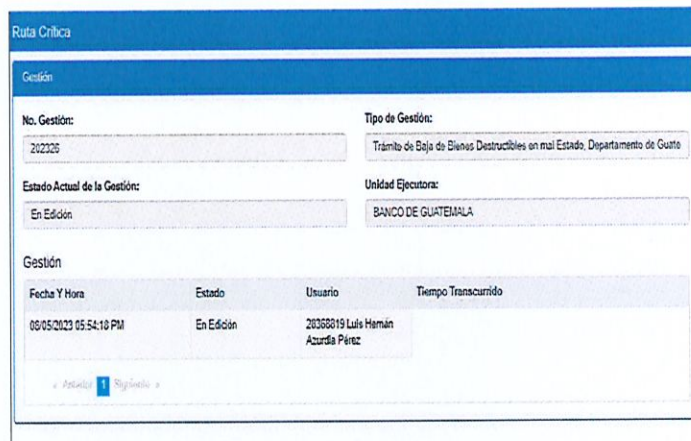 Ruta Crítica
Gestión
No. Gestión:
Tipo de Gestión:
202326
Trámite de Baja de Bienes Destructibles en mal Estado, Departamento de Guate
Estado Actual de la Gestión:
Unidad Ejecutora:
En Edición
BANCO DE GUATEMALA
Gestión
Fecha Y Hora Estado Usuario Tiempo Transcurrido
08/05/2023 05:54:18 PM En Edición 28368819 Luis Hernán
Azurdia Pérez
« Anterior 1 Siguiente »